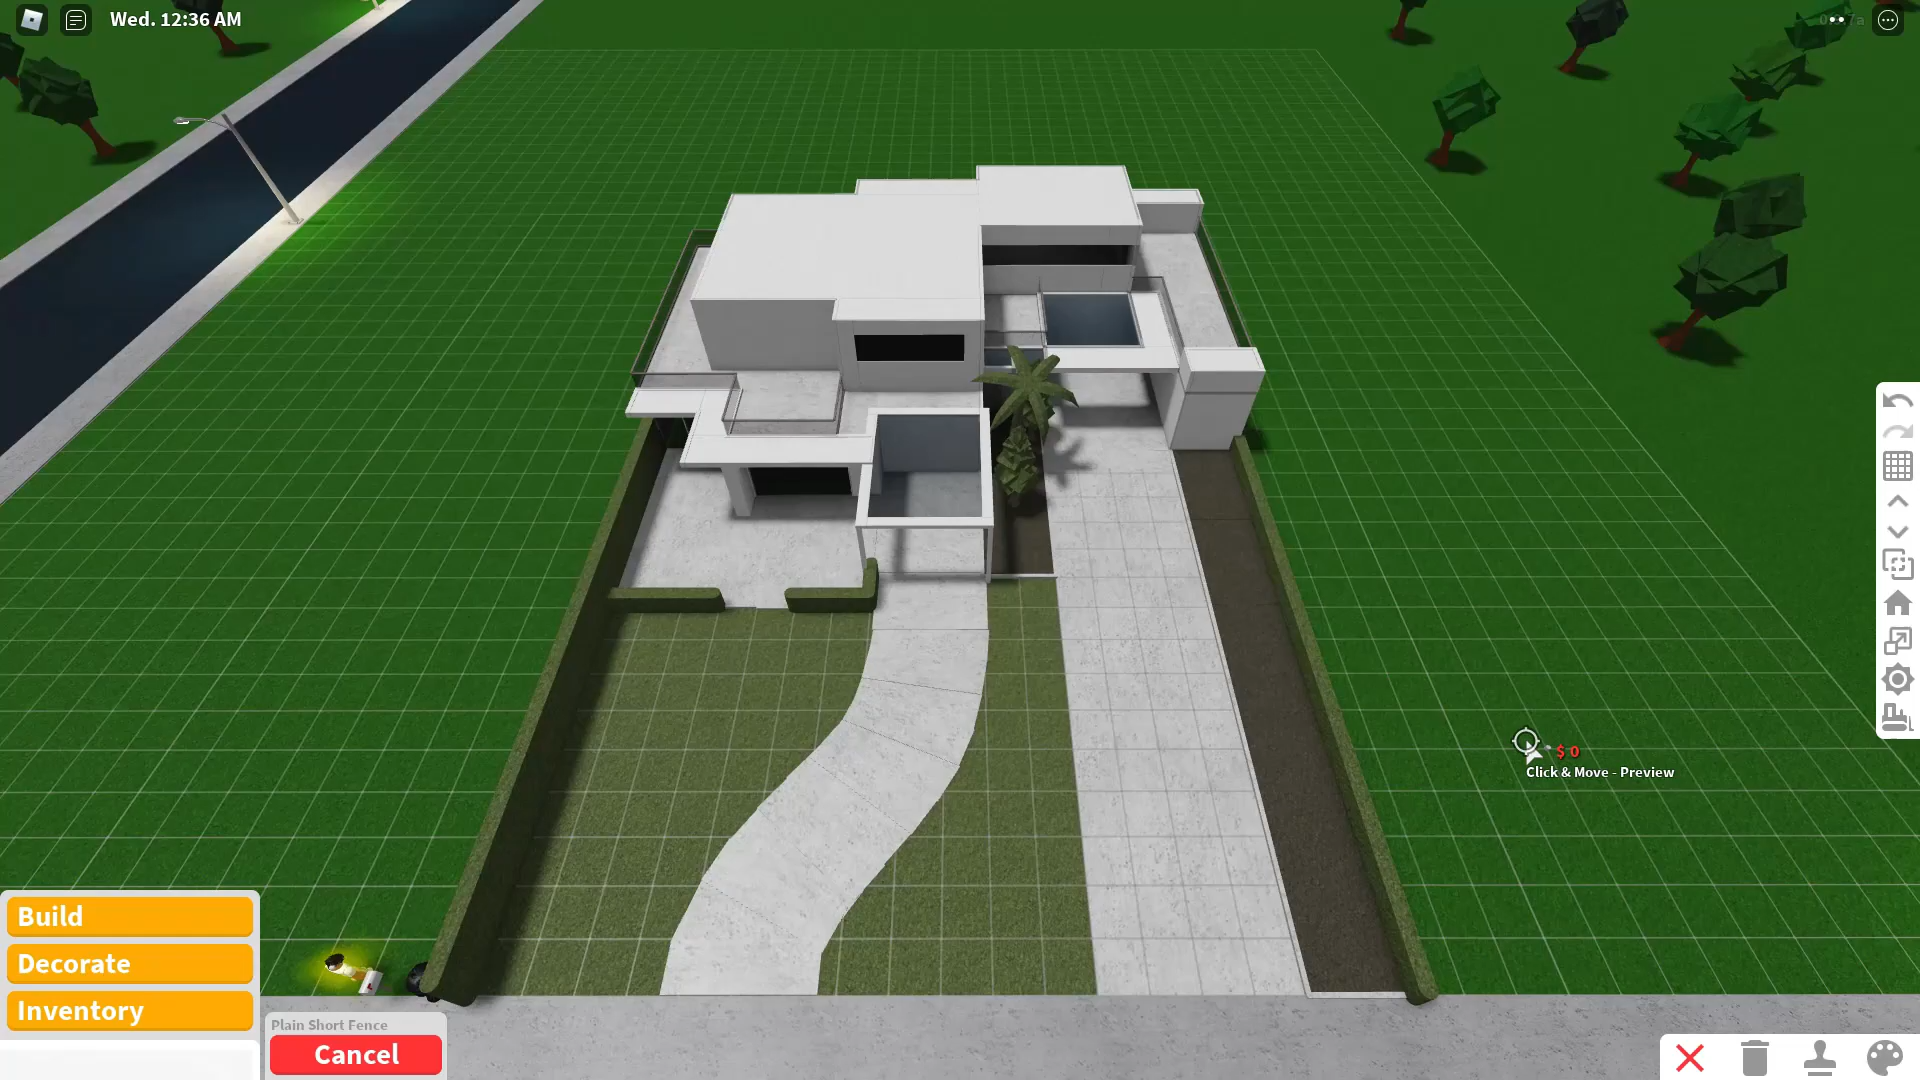 Wed. 12:36 AM
$ 0
Click & Move - Preview
Build
Decorate
Inventory
Plain Short Fence
Cancel